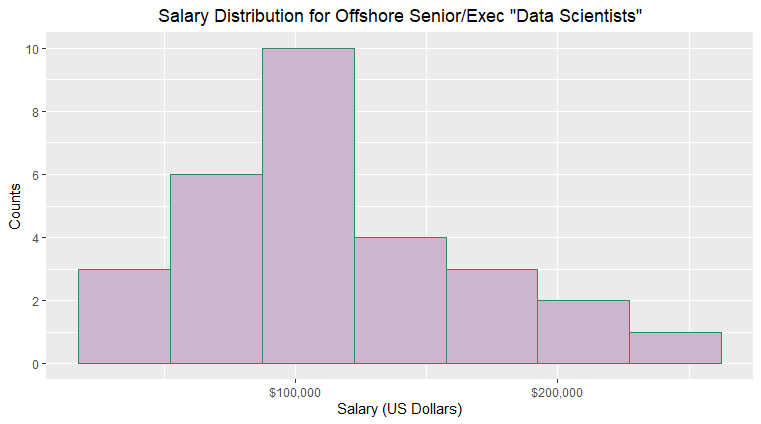 Salary Distribution for Offshore Senior/Exec "Data Scientists"
10
8
6
4
2
0
Counts
$100,000
$200,000
Salary (US Dollars)